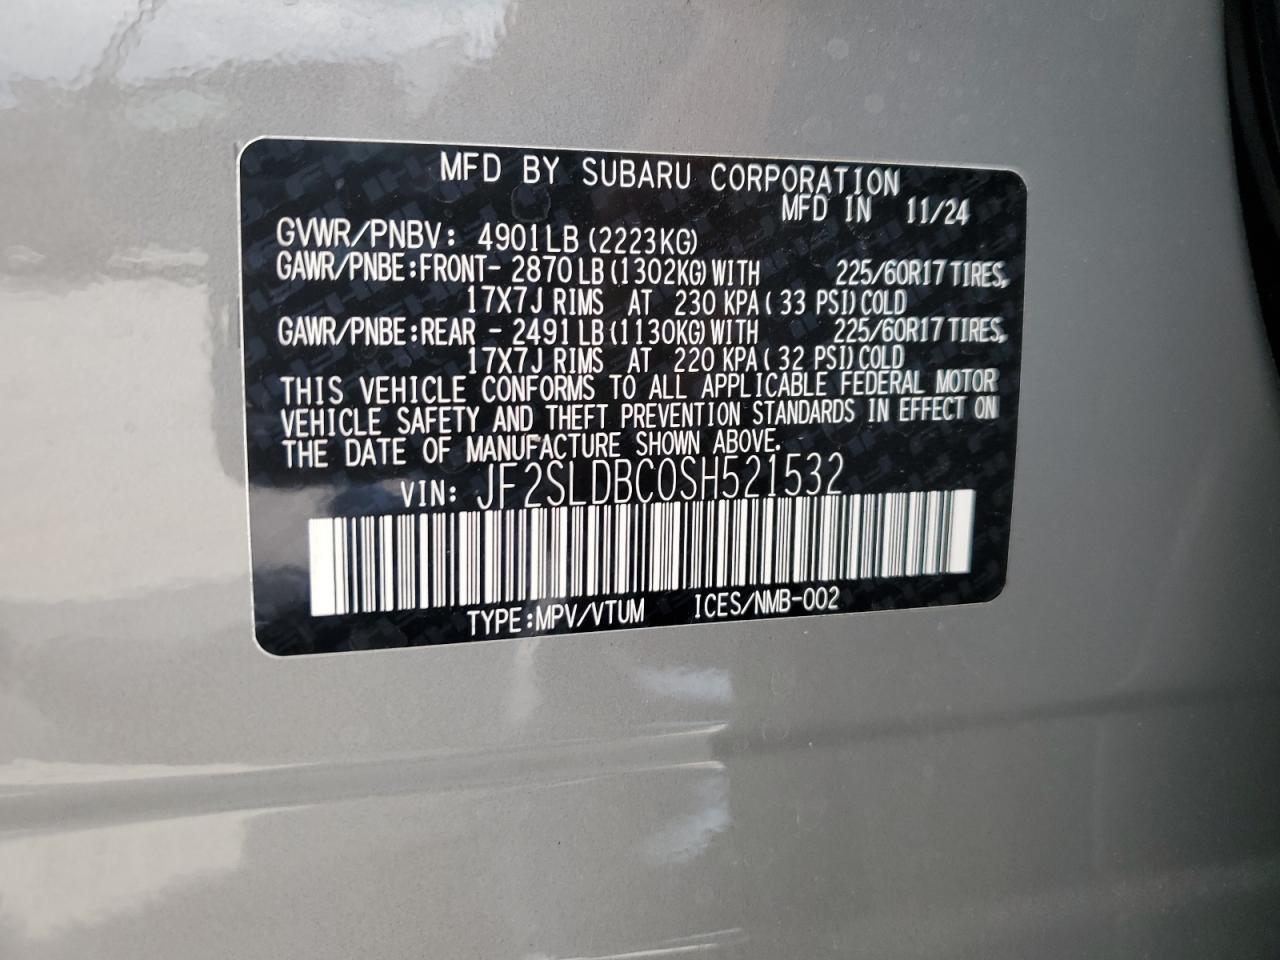 MFD BY SUBARU CORPORATION
MFD IN 11/24
GVWR/PNBV: 4901LB (2223KG)
GAWR/PNBE:FRONT- 2870LB (1302KG) WITH 225/60R17 TIRES,
17X7J RIMS AT 230 KPA ( 33 PSI) COLD
GAWR/PNBE:REAR - 2491LB (1130KG) WITH 225/60R17 TIRES,
17X7J RIMS AT 220 KPA ( 32 PSI) COLD
THIS VEHICLE CONFORMS TO ALL APPLICABLE FEDERAL MOTOR
VEHICLE SAFETY AND THEFT PREVENTION STANDARDS IN EFFECT ON
THE DATE OF MANUFACTURE SHOWN ABOVE.
VIN: JF2SLDBC0SH521532
TYPE:MPV/VTUM ICES/NMB-002